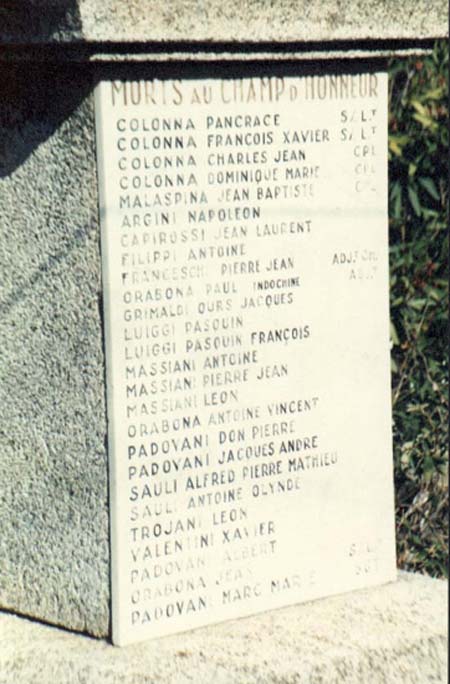 MORTS AU CHAMP D'HONNEUR
COLONNA PANCRACE S/LT
COLONNA FRANCOIS XAVIER S/LT
COLONNA CHARLES JEAN CPL
COLONNA DOMINIQUE MARIE CPL
MALASPINA JEAN BAPTISTE CPL
ARGINI NAPOLEON
CAPIROSSI JEAN LAURENT
FILIPPI ANTOINE
FRANCESCHI PIERRE JEAN ADJT CH
ORABONA PAUL INDOCHINE ADJT
GRIMALDI OURS JACQUES
LUIGGI PASQUIN
LUIGGI PASQUIN FRANÇOIS
MASSIANI ANTOINE
MASSIANI PIERRE JEAN
MASSIANI LEON
ORABONA ANTOINE VINCENT
PADOVANI DON PIERRE
PADOVANI JACQUES ANDRE
SAULI ALFRED PIERRE MATHIEU
SAULI ANTOINE OLYNDE
TROJANI LEON
VALENTINI XAVIER
PADOVANI ALBERT
ORABONA JEAN S/LT
PADOVANI MARC MARIE SGT